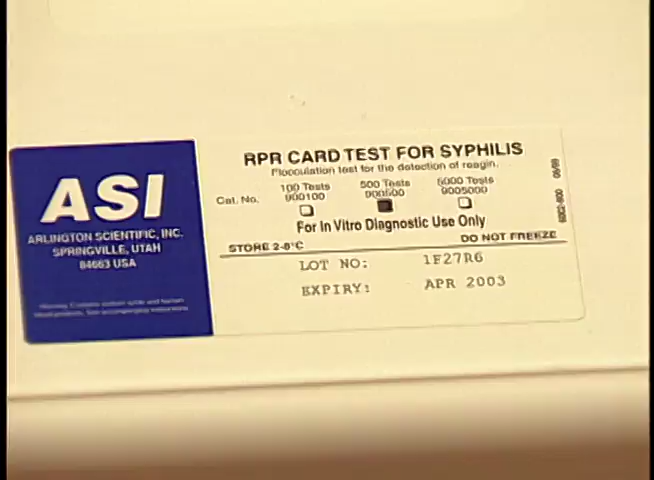 ASI
ARLINGTON SCIENTIFIC, INC.
SPRINGVILLE, UTAH
84663 USA
RPR CARD TEST FOR SYPHILIS
Flocculation test for the detection of reagin.
100 Tests 500 Tests 5000 Tests
Cat. No. 900100 900500 9005000
For In Vitro Diagnostic Use Only
STORE 2-8°C DO NOT FREEZE
LOT NO: 1F27R6
EXPIRY: APR 2003